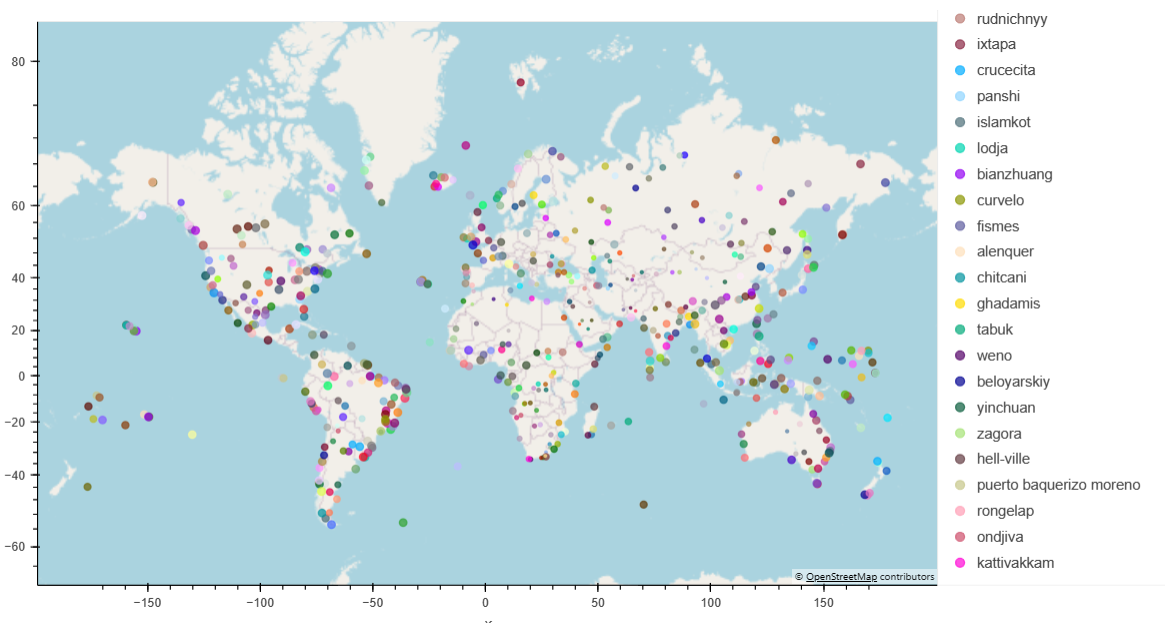 rudnichnyy
ixtapa
crucecita
panshi
islamkot
lodja
bianzhuang
curvelo
fismes
alenquer
chitcani
ghadamis
tabuk
weno
beloyarskiy
yinchuan
zagora
hell-ville
puerto baquerizo moreno
rongelap
ondjiva
kattivakkam
80
60
40
20
0
−20
−40
−60
© OpenStreetMap contributors
−150 −100 −50 0 50 100 150